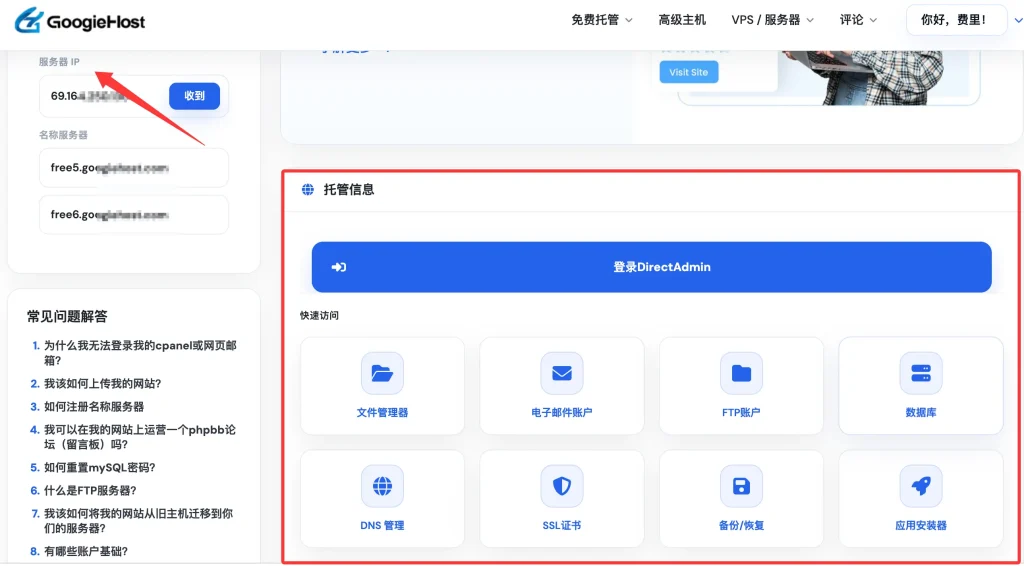 GoogieHost
免费托管
高级主机
VPS / 服务器
评论
你好，费里！
服务器 IP
69.16
收到
名称服务器
free5.goo
free6.goo
Visit Site
托管信息
登录DirectAdmin
快速访问
文件管理器
电子邮件账户
FTP账户
数据库
DNS 管理
SSL证书
备份/恢复
应用安装器
常见问题解答
1. 为什么我无法登录我的cpanel或网页邮
箱?
2. 我该如何上传我的网站?
3. 如何注册名称服务器
4. 我可以在我的网站上运营一个phpbb论
坛（留言板）吗?
5. 如何重置mySQL密码?
6. 什么是FTP服务器?
7. 我该如何将我的网站从旧主机迁移到你
们的服务器?
8. 有哪些账户基础?